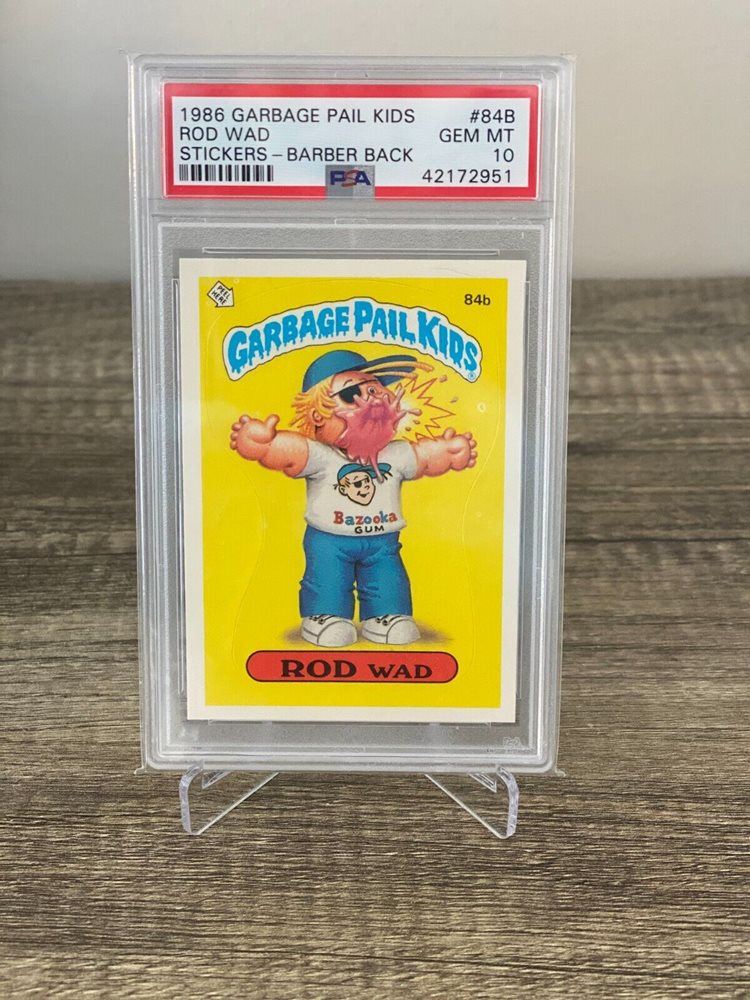 1986 GARBAGE PAIL KIDS #84B
ROD WAD GEM MT
STICKERS - BARBER BACK 10
PSA 42172951
PEEL HERE
84b
GARBAGE PAIL KIDS®
Bazooka
GUM
ROD WAD